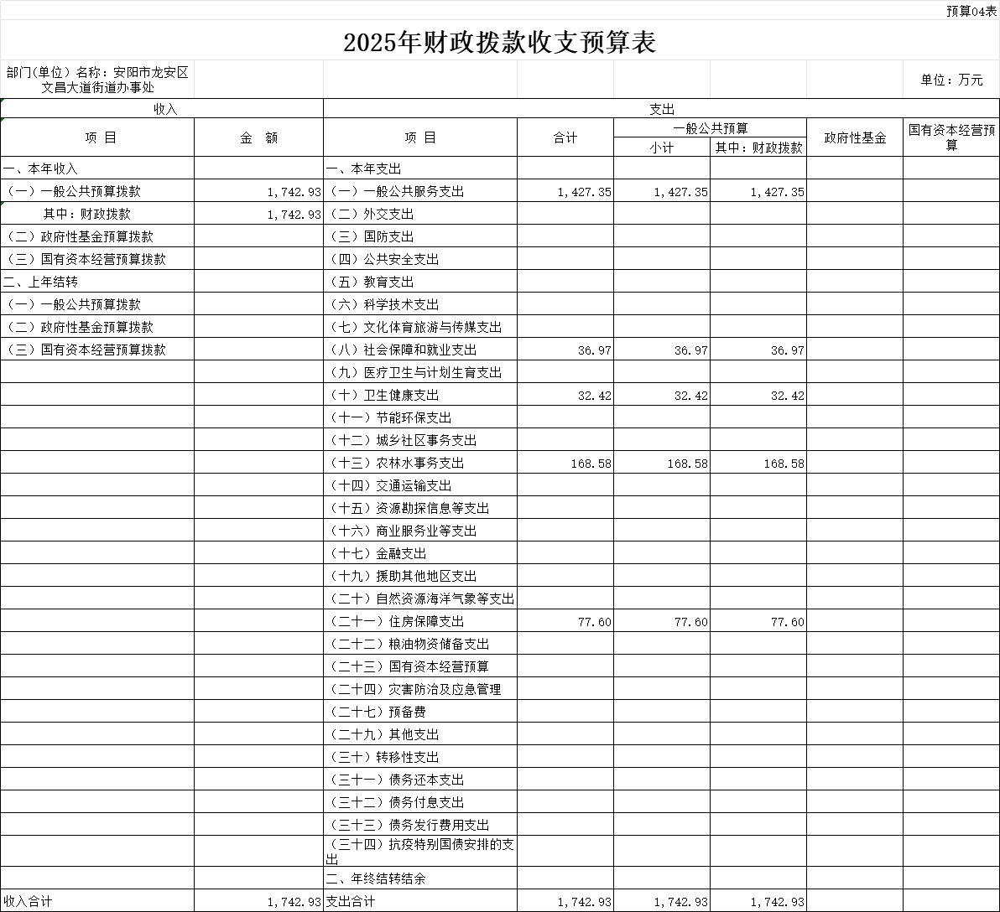 预算04表
2025年财政拨款收支预算表
部门(单位）名称：安阳市龙安区
文昌大道街道办事处
单位：万元
收入 支出
项 目 金 额 项 目 合计 一般公共预算 政府性基金 国有资本经营预
算
小计 其中：财政拨款
一、本年收入 一、本年支出
（一）一般公共预算拨款 1,742.93 （一）一般公共服务支出 1,427.35 1,427.35 1,427.35
其中：财政拨款 1,742.93 （二）外交支出
（二）政府性基金预算拨款 （三）国防支出
（三）国有资本经营预算拨款 （四）公共安全支出
二、上年结转 （五）教育支出
（一）一般公共预算拨款 （六）科学技术支出
（二）政府性基金预算拨款 （七）文化体育旅游与传媒支出
（三）国有资本经营预算拨款 （八）社会保障和就业支出 36.97 36.97 36.97
（九）医疗卫生与计划生育支出
（十）卫生健康支出 32.42 32.42 32.42
（十一）节能环保支出
（十二）城乡社区事务支出
（十三）农林水事务支出 168.58 168.58 168.58
（十四）交通运输支出
（十五）资源勘探信息等支出
（十六）商业服务业等支出
（十七）金融支出
（十九）援助其他地区支出
（二十）自然资源海洋气象等支出
（二十一）住房保障支出 77.60 77.60 77.60
（二十二）粮油物资储备支出
（二十三）国有资本经营预算
（二十四）灾害防治及应急管理
（二十七）预备费
（二十九）其他支出
（三十）转移性支出
（三十一）债务还本支出
（三十二）债务付息支出
（三十三）债务发行费用支出
（三十四）抗疫特别国债安排的支
出
二、年终结转结余
收入合计 1,742.93 支出合计 1,742.93 1,742.93 1,742.93